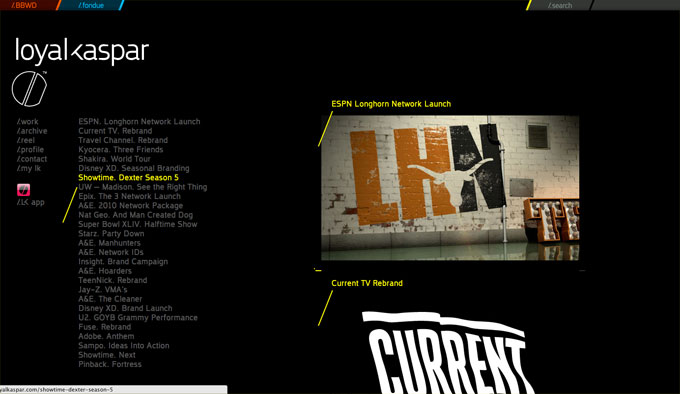 /.BBWD
/.fondue
/.search
loyalkaspar
TM
/.work
/.archive
/.reel
/.profile
/.contact
/.my lk
/.lk app
ESPN. Longhorn Network Launch
Current TV. Rebrand
Travel Channel. Rebrand
Kyocera. Three Friends
Shakira. World Tour
Disney XD. Seasonal Branding
Showtime. Dexter Season 5
UW – Madison. See the Right Thing
Epix. The 3 Network Launch
A&E. 2010 Network Package
Nat Geo. And Man Created Dog
Super Bowl XLIV. Halftime Show
Starz. Party Down
A&E. Manhunters
A&E. Network IDs
Insight. Brand Campaign
A&E. Hoarders
TeenNick. Rebrand
Jay-Z. VMA's
A&E. The Cleaner
Disney XD. Brand Launch
U2. GOYB Grammy Performance
Fuse. Rebrand
Adobe. Anthem
Sampo. Ideas Into Action
Showtime. Next
Pinback. Fortress
ESPN Longhorn Network Launch
LHN
Current TV Rebrand
CURRENT
yalkaspar.com/showtime-dexter-season-5